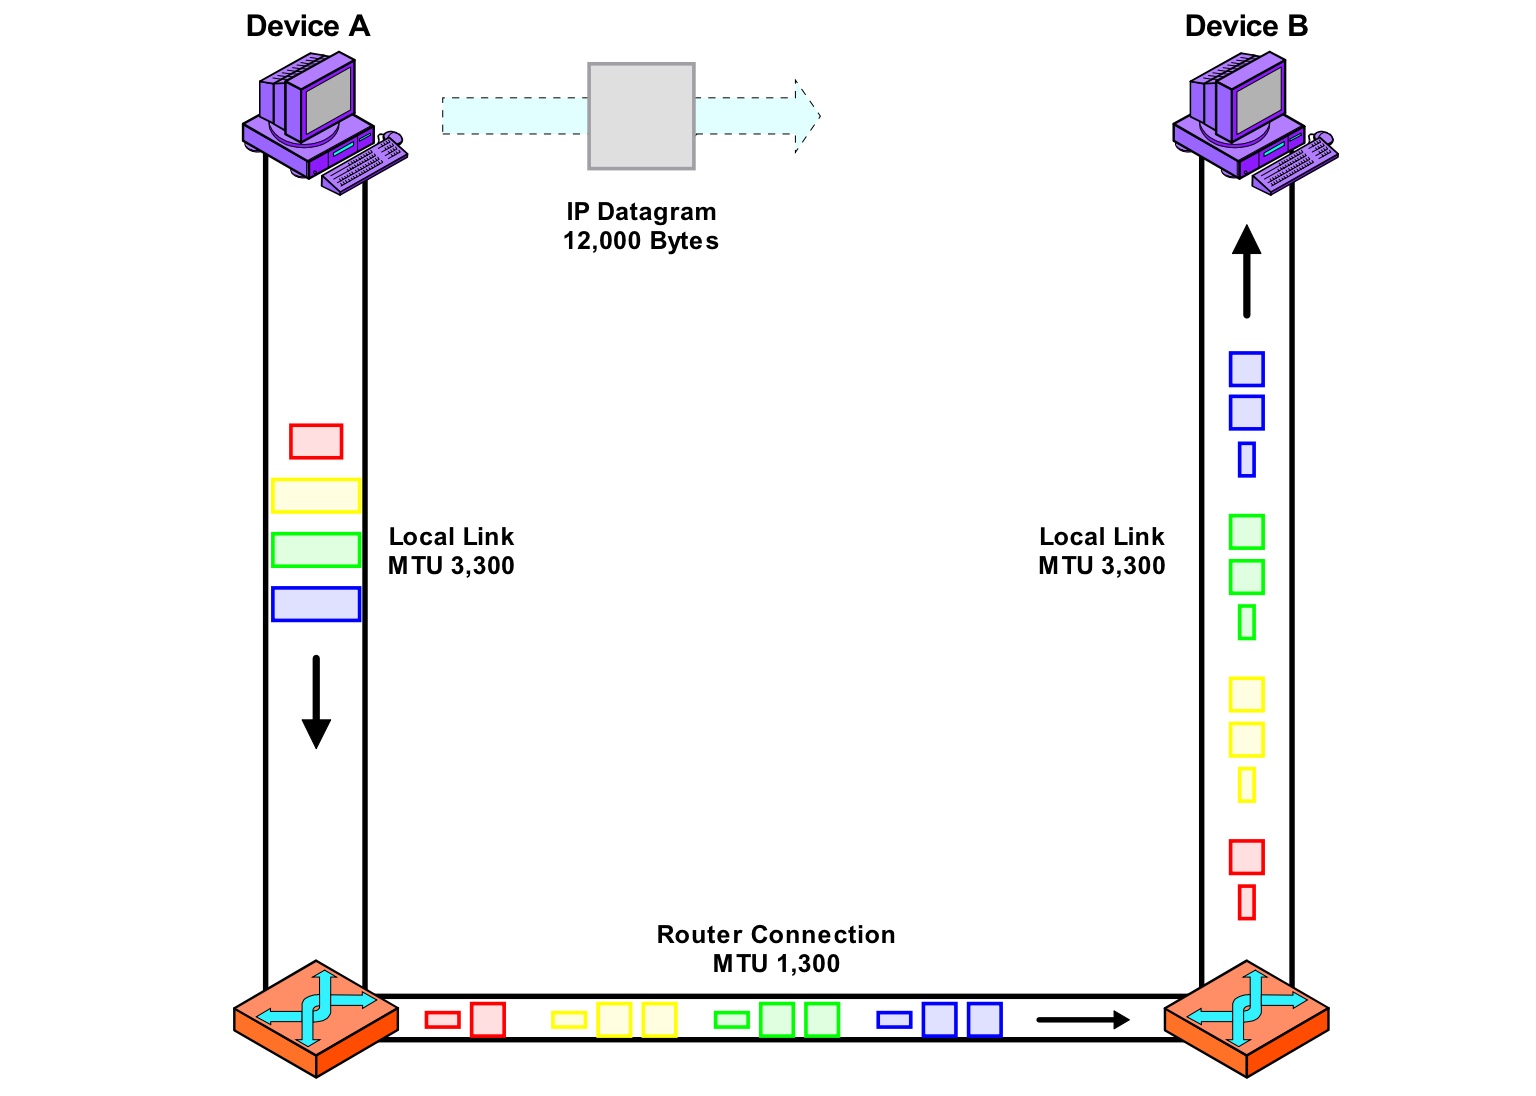 Device A
Device B
IP Datagram
12,000 Bytes
Local Link
MTU 3,300
Local Link
MTU 3,300
Router Connection
MTU 1,300